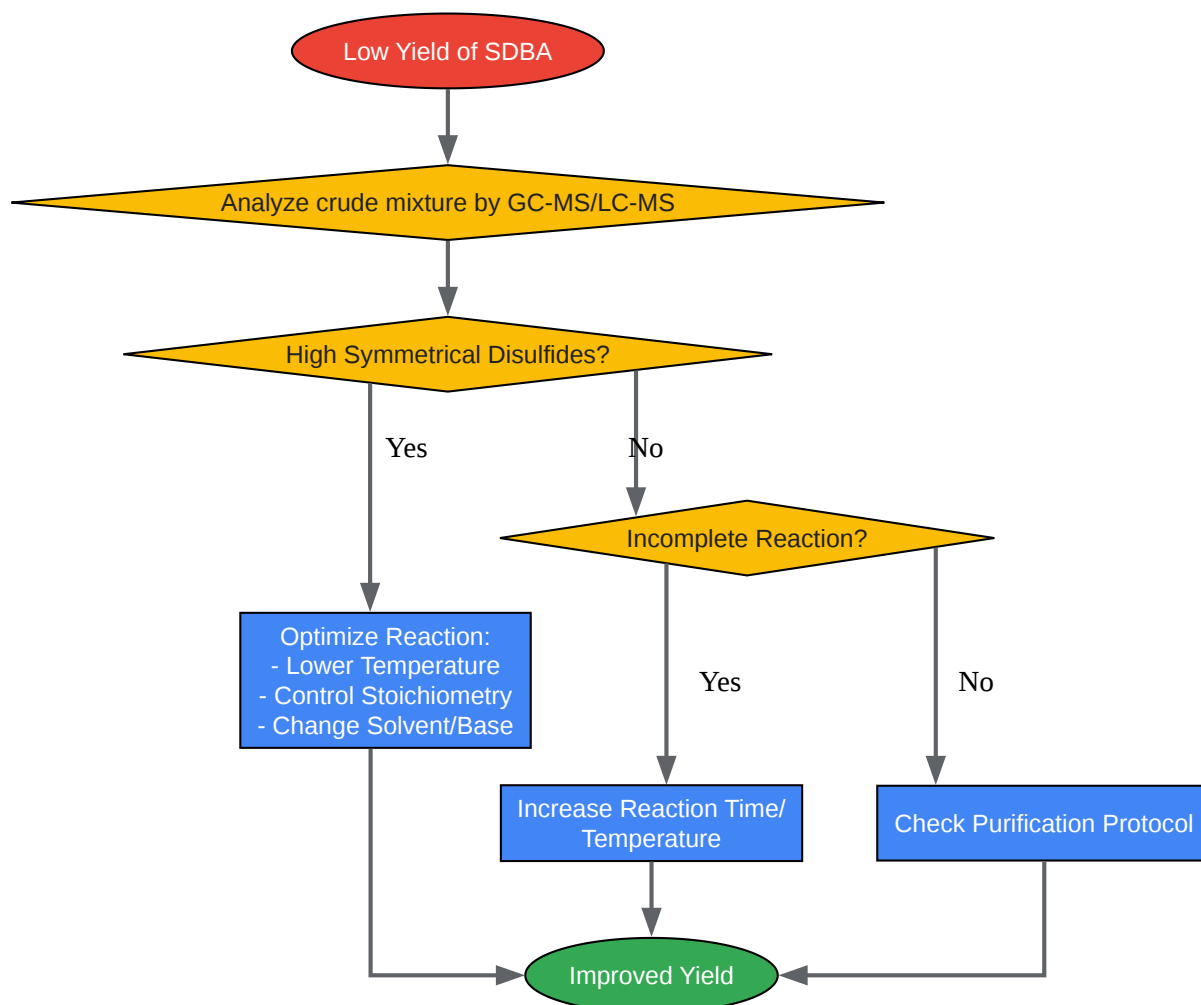 Low Yield of SDBA
Analyze crude mixture by GC-MS/LC-MS
High Symmetrical Disulfides?
Yes
No
Incomplete Reaction?
Optimize Reaction:
- Lower Temperature
- Control Stoichiometry
- Change Solvent/Base
Yes
No
Increase Reaction Time/
Temperature
Check Purification Protocol
Improved Yield